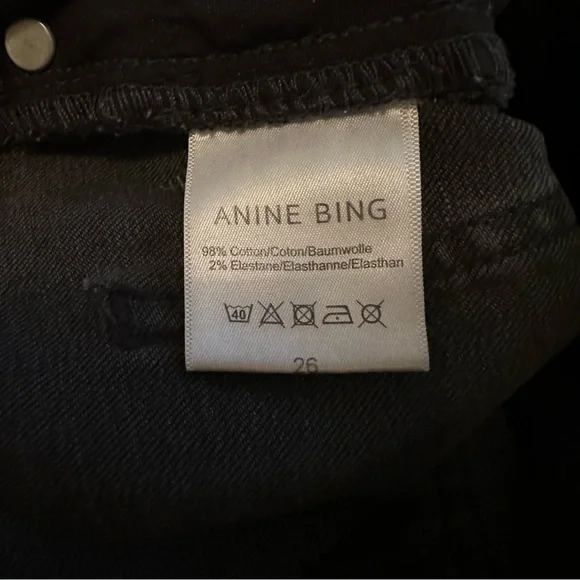 ANINE BING
98% Cotton/Coton/Baumwolle
2% Elastane/Elasthanne/Elasthan
40
26